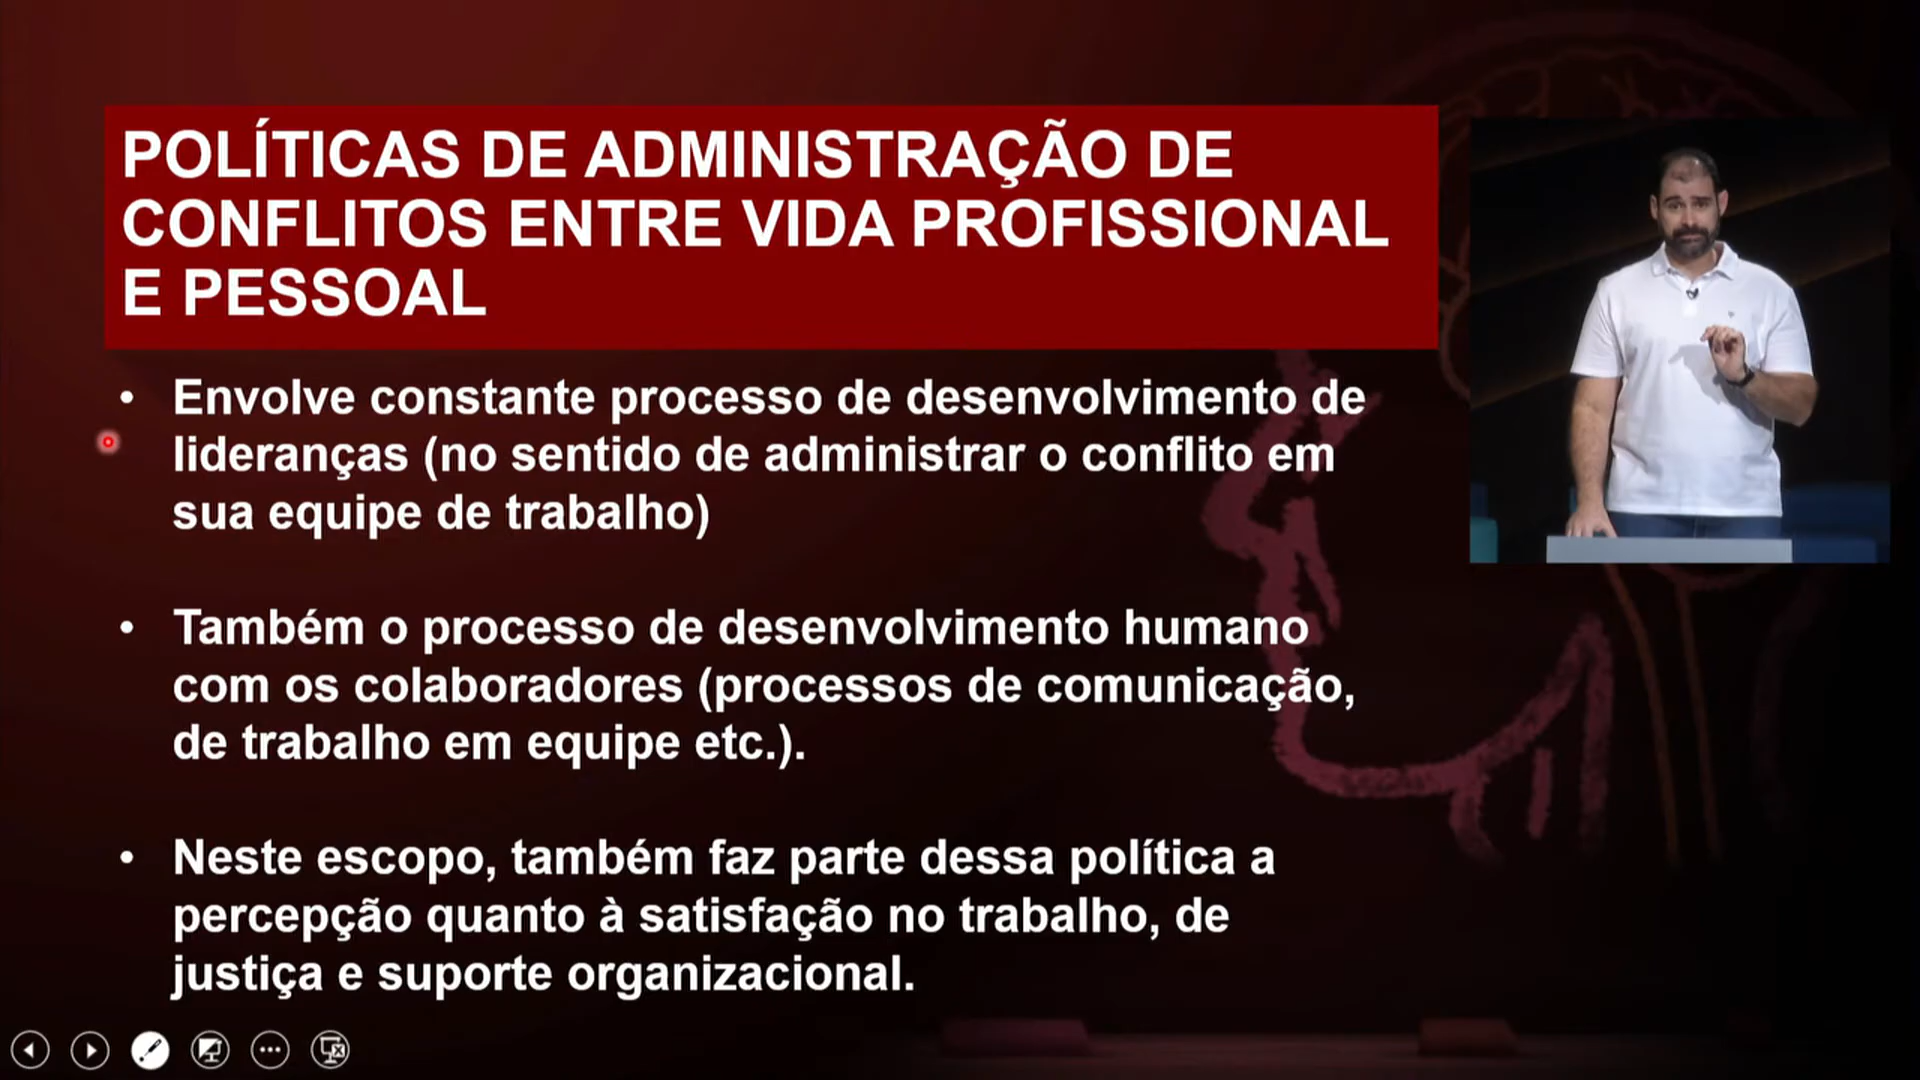 POLÍTICAS DE ADMINISTRAÇÃO DE
CONFLITOS ENTRE VIDA PROFISSIONAL
E PESSOAL
• Envolve constante processo de desenvolvimento de
lideranças (no sentido de administrar o conflito em
sua equipe de trabalho)
• Também o processo de desenvolvimento humano
com os colaboradores (processos de comunicação,
de trabalho em equipe etc.).
• Neste escopo, também faz parte dessa política a
percepção quanto à satisfação no trabalho, de
justiça e suporte organizacional.